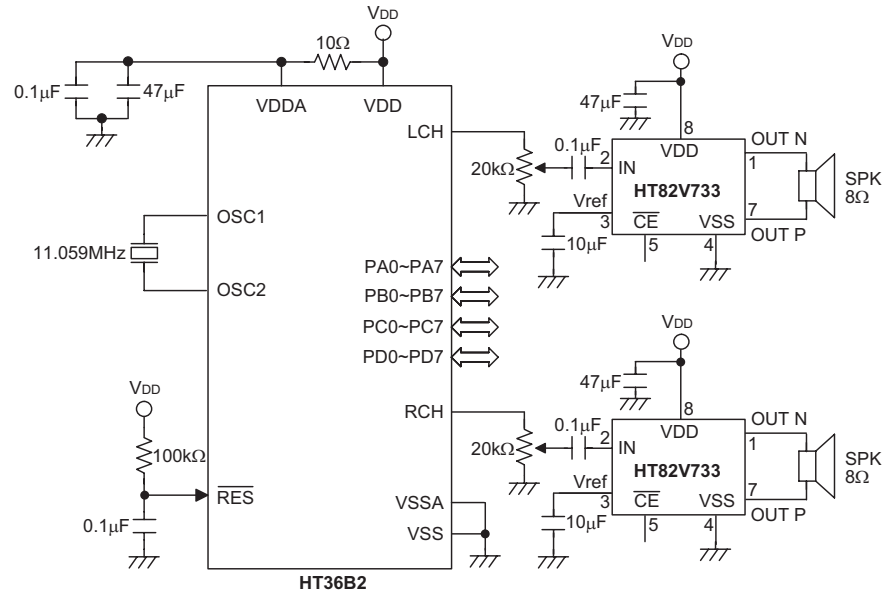 VDD
10Ω
0.1μF
47μF
VDDA
VDD
LCH
OSC1
11.059MHz
OSC2
PA0~PA7
PB0~PB7
PC0~PC7
PD0~PD7
VDD
100kΩ
RES
0.1μF
RCH
VSSA
VSS
HT36B2
VDD
47μF
8
VDD
OUT N
1
0.1μF
2
IN
20kΩ
HT82V733
SPK
8Ω
Vref
3
CE
VSS
7
OUT P
10μF
5
4
VDD
47μF
8
VDD
OUT N
1
0.1μF
2
IN
20kΩ
HT82V733
SPK
8Ω
Vref
3
CE
VSS
7
OUT P
10μF
5
4